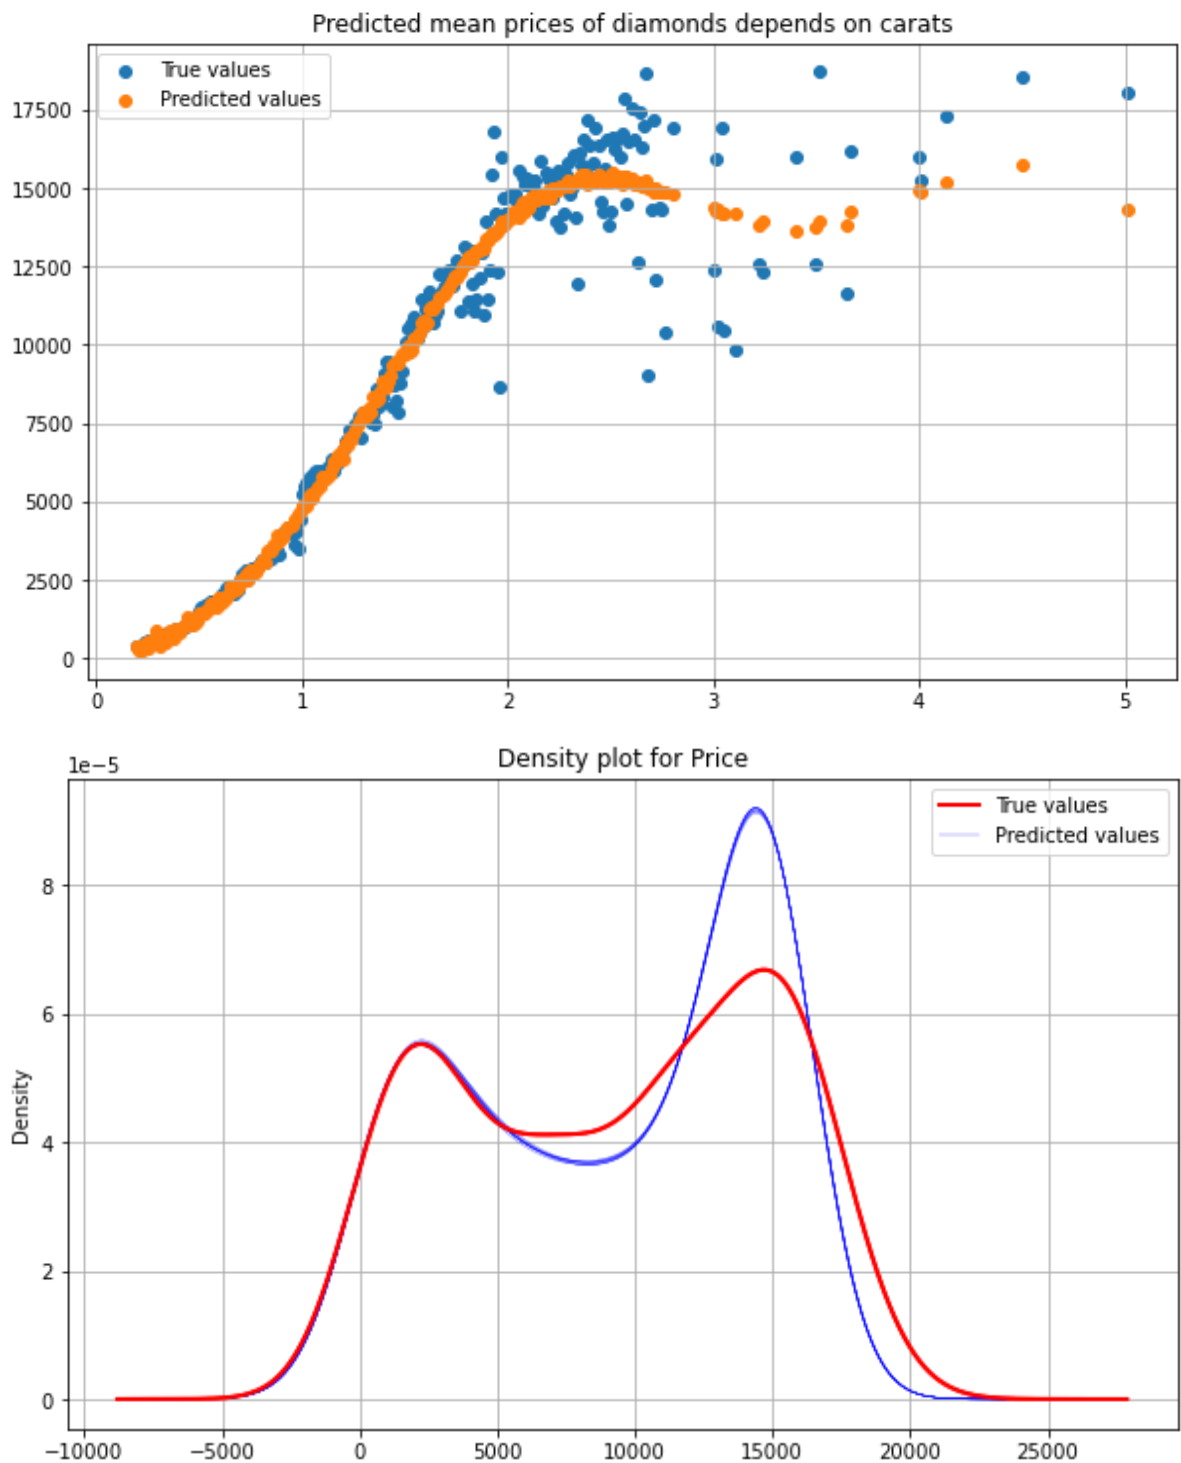 Predicted mean prices of diamonds depends on carats
True values
Predicted values
17500
15000
12500
10000
7500
5000
2500
0
0 1 2 3 4 5
Density plot for Price
1e−5
True values
Predicted values
8
6
4
2
0
Density
−10000 −5000 0 5000 10000 15000 20000 25000